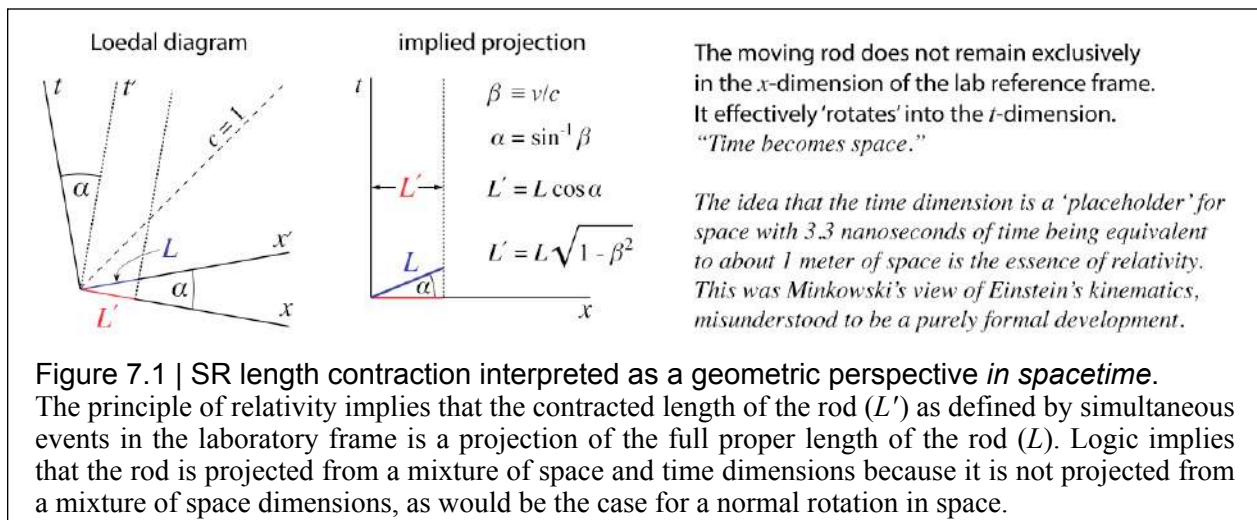 Loedal diagram
t
t′
c = 1
α
L
x′
α
x
L′
implied projection
t
β ≡ v/c
α = sin⁻¹ β
L′
L′ = L cos α
L′ = L√1 - β²
L
α
x
The moving rod does not remain exclusively
in the x-dimension of the lab reference frame.
It effectively ‘rotates’ into the t-dimension.
“Time becomes space.”
The idea that the time dimension is a ‘placeholder’ for
space with 3.3 nanoseconds of time being equivalent
to about 1 meter of space is the essence of relativity.
This was Minkowski’s view of Einstein’s kinematics,
misunderstood to be a purely formal development.
Figure 7.1 | SR length contraction interpreted as a geometric perspective in spacetime.
The principle of relativity implies that the contracted length of the rod (L′) as defined by simultaneous
events in the laboratory frame is a projection of the full proper length of the rod (L). Logic implies
that the rod is projected from a mixture of space and time dimensions because it is not projected from
a mixture of space dimensions, as would be the case for a normal rotation in space.